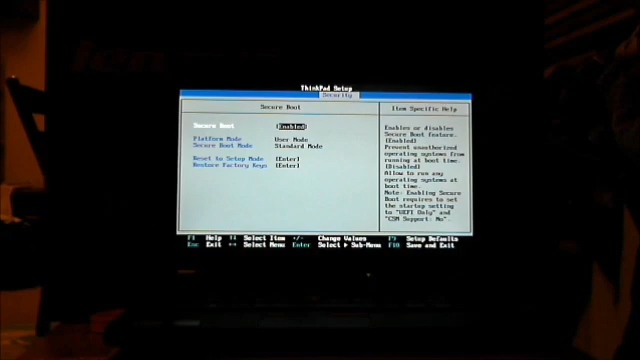 ThinkPad Setup
Security
Secure Boot
Item Specific Help
Secure Boot [Enabled]
Platform Mode User Mode
Secure Boot Mode Standard Mode
Reset to Setup Mode [Enter]
Restore Factory Keys [Enter]
Enables or disables
Secure Boot feature.
[Enabled]
Prevent unauthorized
operating systems from
running at boot time.
[Disabled]
Allow to run any
operating systems at
boot time.
Note: Enabling Secure
Boot requires to set
the startup setting
to "UEFI Only" and
"CSM Support: No".
F1 Help ↑↓ Select Item +/- Change Values F9 Setup Defaults
Esc Exit ↔ Select Menu Enter Select ▸ Sub-Menu F10 Save and Exit